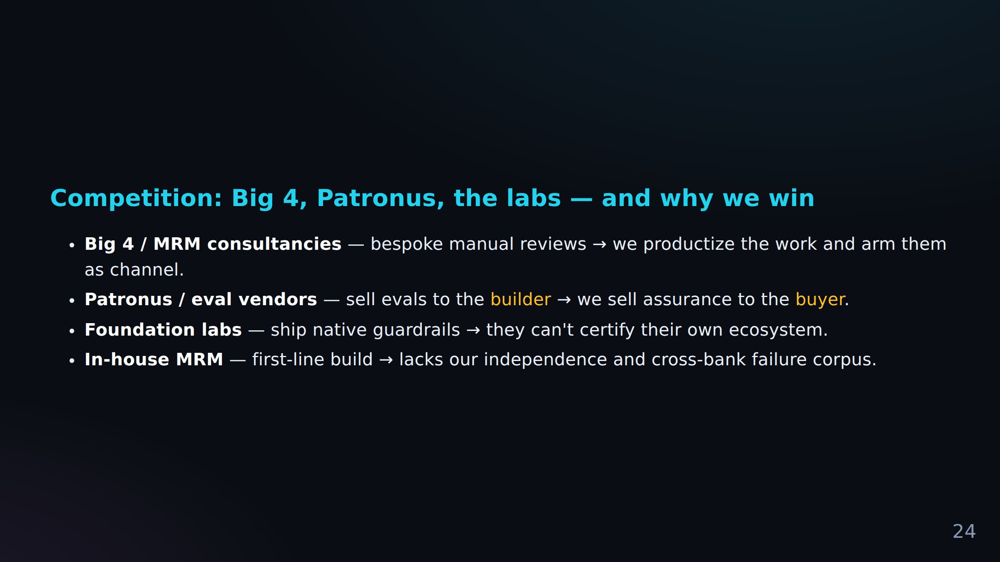 Competition: Big 4, Patronus, the labs — and why we win
• Big 4 / MRM consultancies — bespoke manual reviews → we productize the work and arm them
as channel.
• Patronus / eval vendors — sell evals to the builder → we sell assurance to the buyer.
• Foundation labs — ship native guardrails → they can't certify their own ecosystem.
• In-house MRM — first-line build → lacks our independence and cross-bank failure corpus.
24